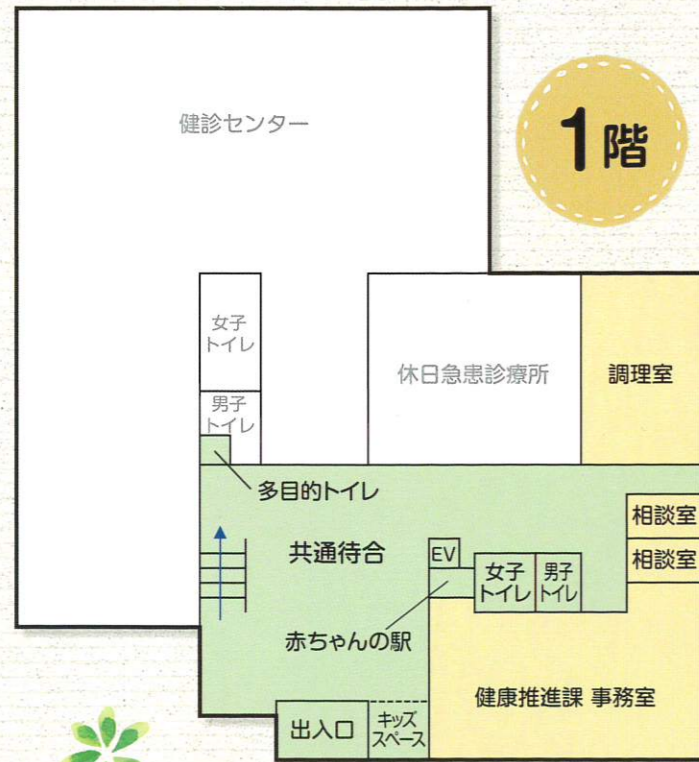 1階
健診センター
女子
トイレ
男子
トイレ
休日急患診療所
調理室
多目的トイレ
共通待合
EV
女子
トイレ
男子
トイレ
相談室
相談室
赤ちゃんの駅
健康推進課 事務室
出入口
キッズ
スペース